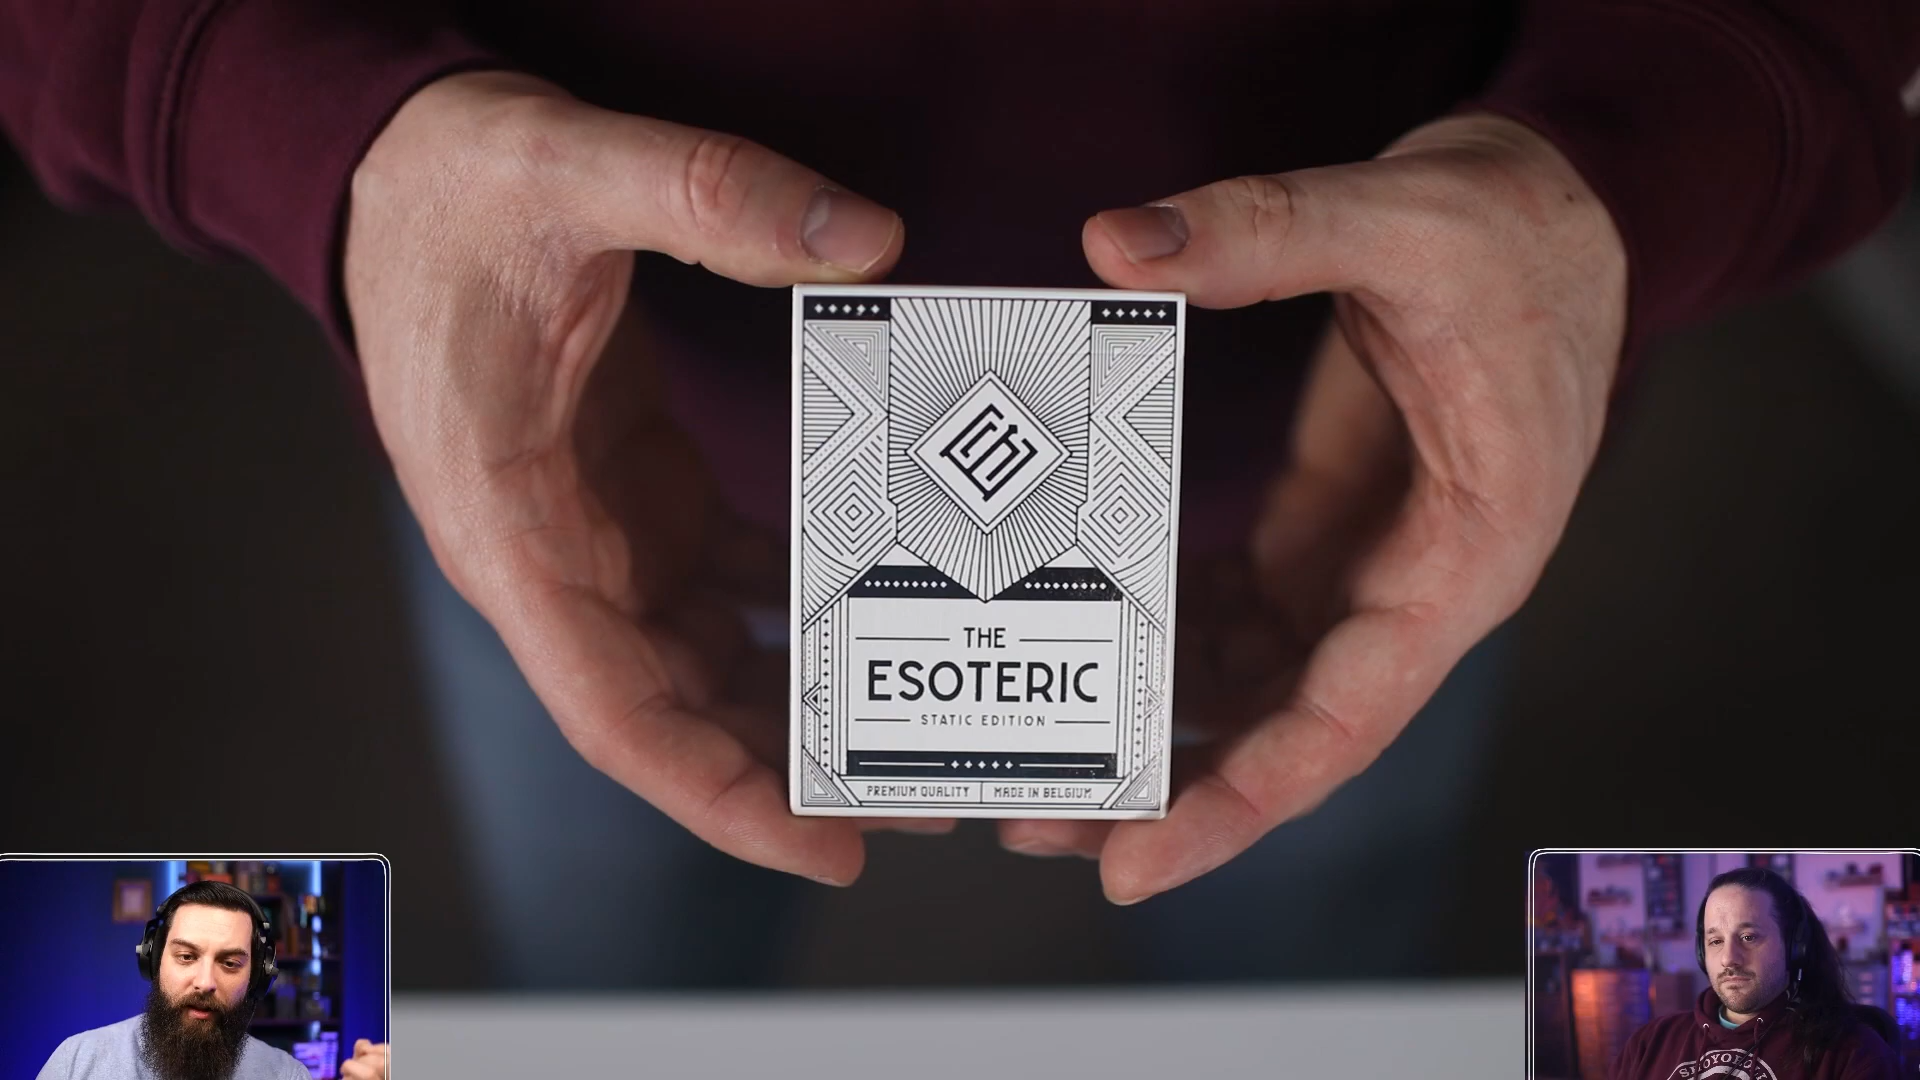 THE
ESOTERIC
STATIC EDITION
PREMIUM QUALITY
MADE IN BELGIUM